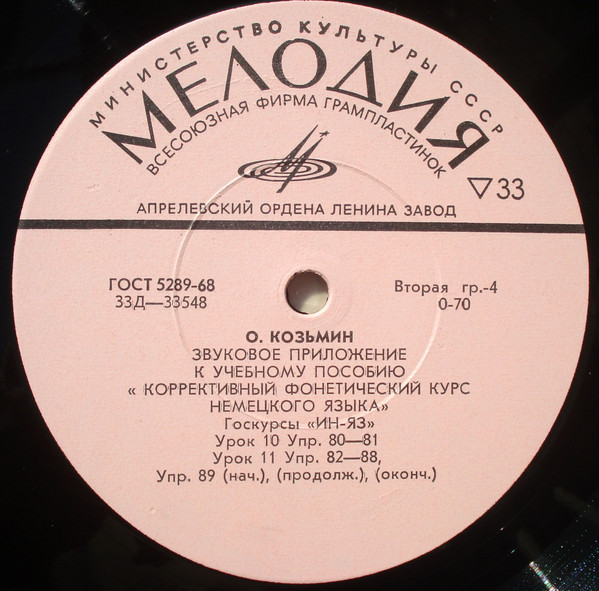 МИНИСТЕРСТВО КУЛЬТУРЫ СССР
МЕЛОДИЯ
ВСЕСОЮЗНАЯ ФИРМА ГРАМПЛАСТИНОК
▽33
АПРЕЛЕВСКИЙ ОРДЕНА ЛЕНИНА ЗАВОД
ГОСТ 5289-68
Вторая гр.-4
33Д—33548
0-70
О. КОЗЬМИН
ЗВУКОВОЕ ПРИЛОЖЕНИЕ
К УЧЕБНОМУ ПОСОБИЮ
« КОРРЕКТИВНЫЙ ФОНЕТИЧЕСКИЙ КУРС
НЕМЕЦКОГО ЯЗЫКА»
Госкурсы «ИН-ЯЗ»
Урок 10 Упр. 80—81
Урок 11 Упр. 82—88,
Упр. 89 (нач.), (продолж.), (оконч.)